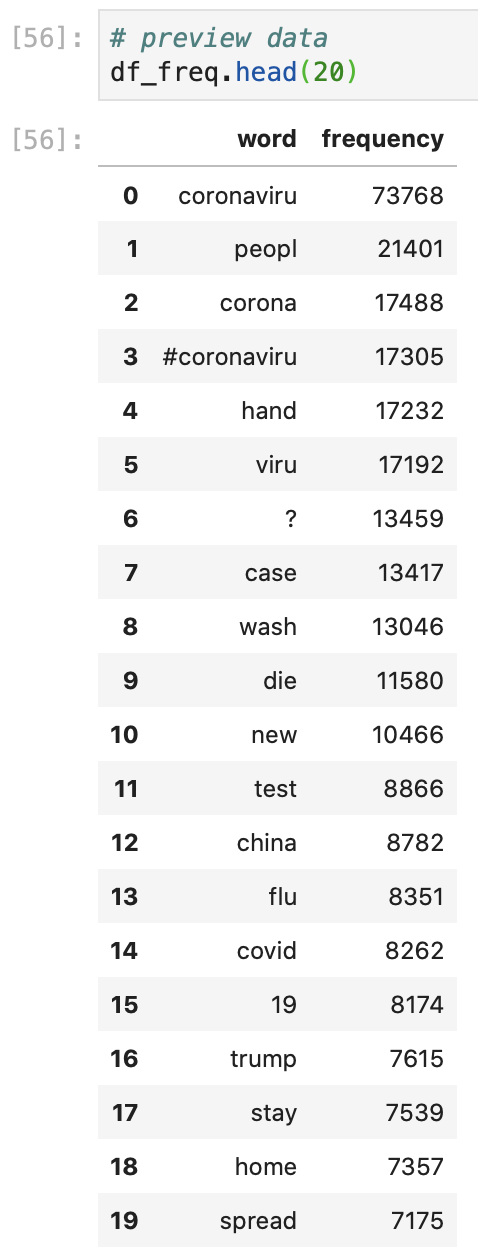 [56]: # preview data
df_freq.head(20)
[56]: word frequency
0 coronaviru 73768
1 peopl 21401
2 corona 17488
3 #coronaviru 17305
4 hand 17232
5 viru 17192
6 ? 13459
7 case 13417
8 wash 13046
9 die 11580
10 new 10466
11 test 8866
12 china 8782
13 flu 8351
14 covid 8262
15 19 8174
16 trump 7615
17 stay 7539
18 home 7357
19 spread 7175